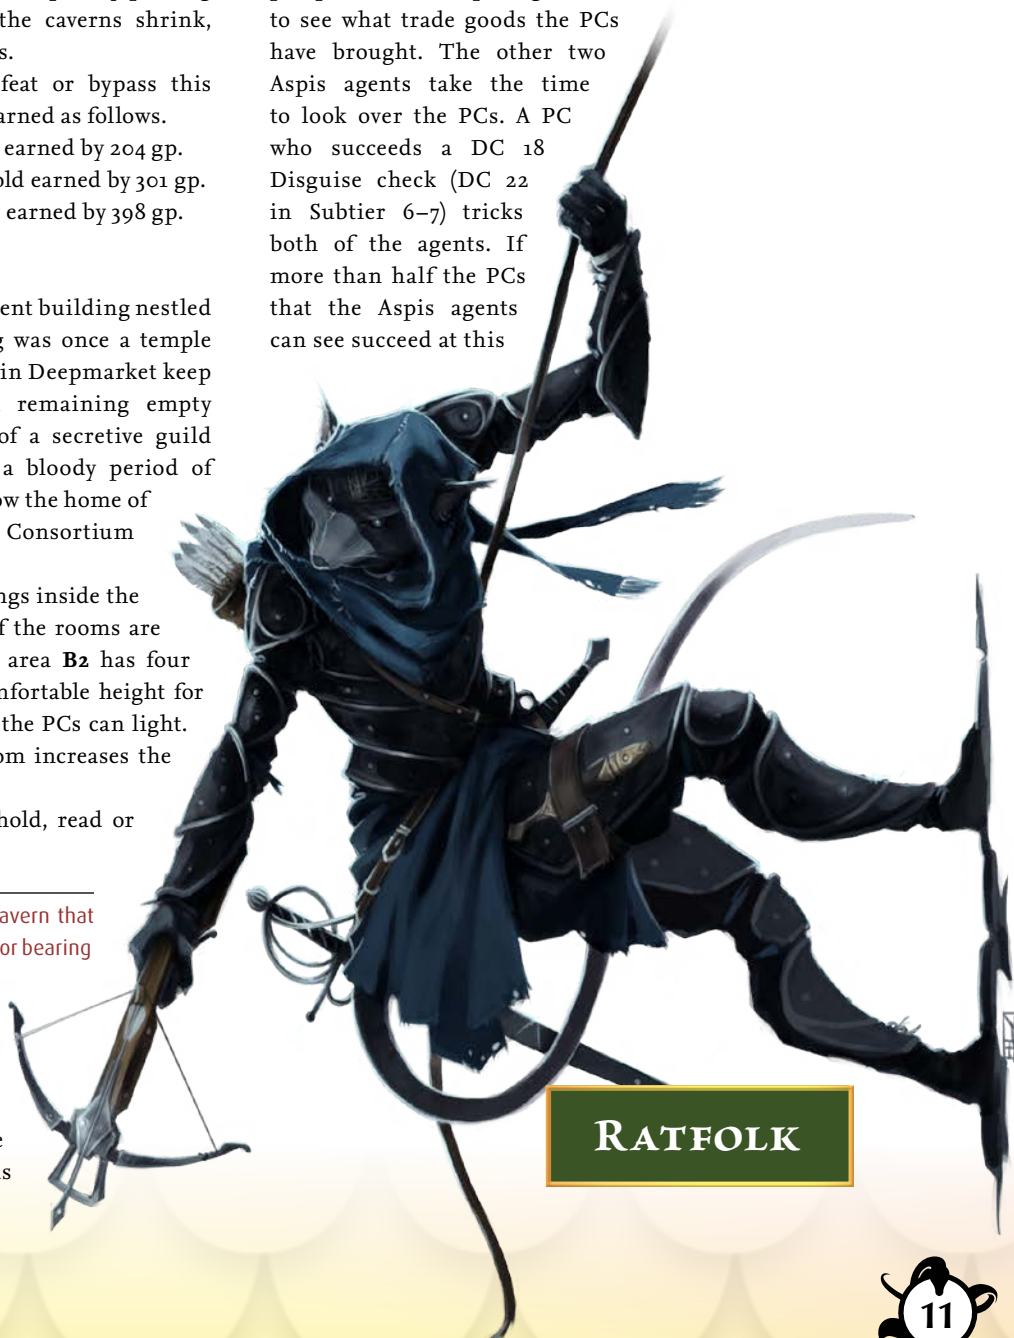 the caverns shrink,
s.
feat or bypass this
arned as follows.
earned by 204 gp.
old earned by 301 gp.
earned by 398 gp.
ent building nestled
g was once a temple
in Deepmarket keep
remaining empty
of a secretive guild
a bloody period of
ow the home of
Consortium
ngs inside the
f the rooms are
area B2 has four
nfortable height for
the PCs can light.
om increases the
hold, read or
avern that
or bearing
e
s
to see what trade goods the PCs
have brought. The other two
Aspis agents take the time
to look over the PCs. A PC
who succeeds a DC 18
Disguise check (DC 22
in Subtier 6–7) tricks
both of the agents. If
more than half the PCs
that the Aspis agents
can see succeed at this
Ratfolk
11